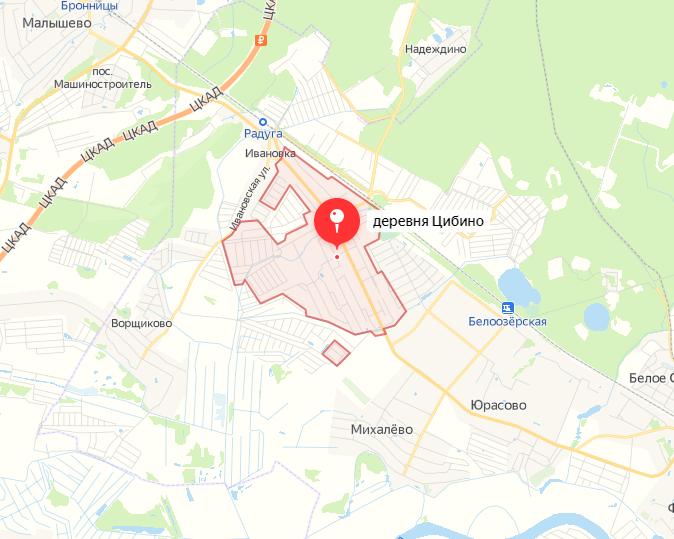 Бронницы
Малышево
ЦКАД
Надеждино
пос.
Машиностроитель
ЦКАД
ЦКАД
ЦКАД
ЦКАД
ЦКАД
Радуга
Ивановка
Ивановская ул.
деревня Цибино
Ворщиково
Белоозёрская
Белое О
Юрасово
Михалёво
Ф